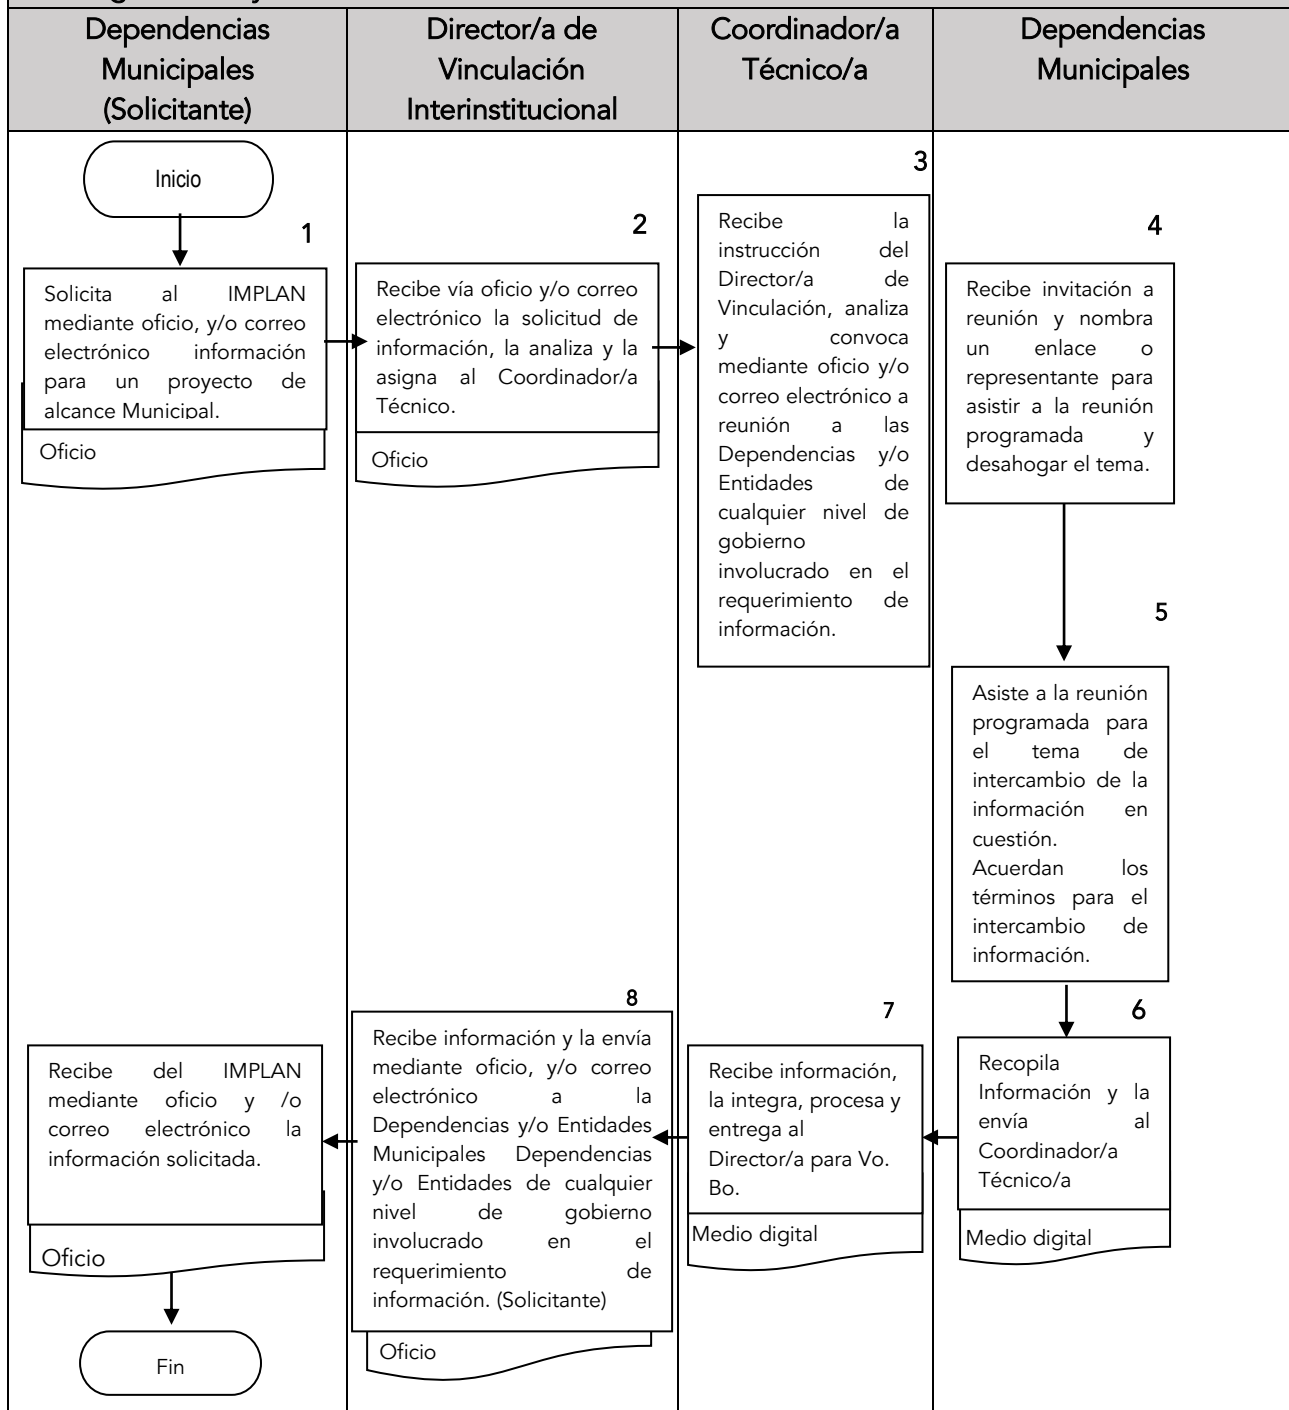 Dependencias
Municipales
(Solicitante)
Director/a de
Vinculación
Interinstitucional
Coordinador/a
Técnico/a
Dependencias
Municipales
Inicio
1
Solicita al IMPLAN
mediante oficio, y/o correo
electrónico información
para un proyecto de
alcance Municipal.
Oficio
2
Recibe vía oficio y/o correo
electrónico la solicitud de
información, la analiza y la
asigna al Coordinador/a
Técnico.
Oficio
3
Recibe la
instrucción del
Director/a de
Vinculación, analiza
y convoca
mediante oficio y/o
correo electrónico a
reunión a las
Dependencias y/o
Entidades de
cualquier nivel de
gobierno
involucrado en el
requerimiento de
información.
4
Recibe invitación a
reunión y nombra
un enlace o
representante para
asistir a la reunión
programada y
desahogar el tema.
5
Asiste a la reunión
programada para
el tema de
intercambio de la
información en
cuestión.
Acuerdan los
términos para el
intercambio de
información.
6
Recopila
Información y la
envía al
Coordinador/a
Técnico/a
Medio digital
7
Recibe información,
la integra, procesa y
entrega al
Director/a para Vo.
Bo.
Medio digital
8
Recibe información y la envía
mediante oficio, y/o correo
electrónico a la
Dependencias y/o Entidades
Municipales Dependencias
y/o Entidades de cualquier
nivel de gobierno
involucrado en el
requerimiento de
información. (Solicitante)
Oficio
Recibe del IMPLAN
mediante oficio y /o
correo electrónico la
información solicitada.
Oficio
Fin